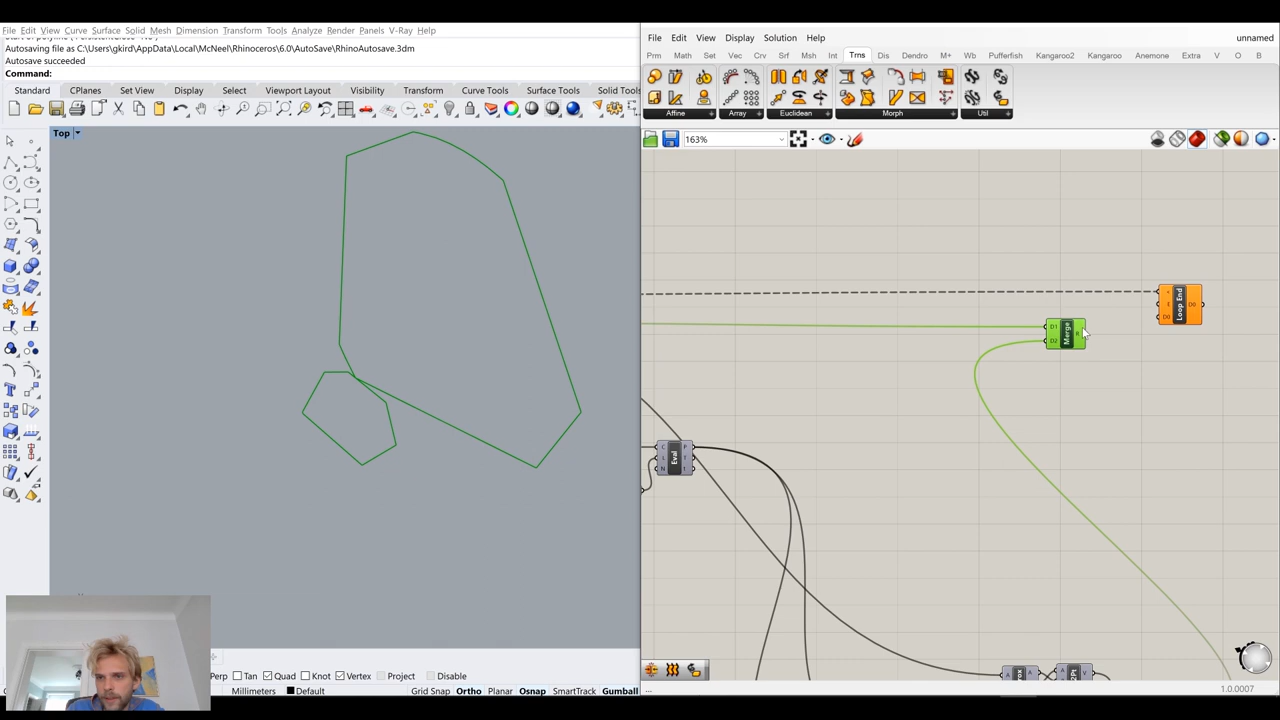 File Edit View Curve Surface Solid Mesh Dimension Transform Tools Analyze Render Panels V-Ray Help
Autosaving file as C:\Users\gkird\AppData\Local\McNeel\Rhinoceros\6.0\AutoSave\RhinoAutosave.3dm
Autosave succeeded
Command:
Standard CPlanes Set View Display Select Viewport Layout Visibility Transform Curve Tools Surface Tools Solid Tools
Top
Perp Tan Quad Knot Vertex Project Disable
Millimeters Default Grid Snap Ortho Planar Osnap SmartTrack Gumball
File Edit View Display Solution Help unnamed
Prm Math Set Vec Crv Srf Msh Int Trns Dis Dendro M+ Wb Pufferfish Kangaroo2 Kangaroo Anemone Extra V O B
Affine Array Euclidean Morph Util
163%
Loop End
D0
Merge
D1
D2
Eval
C
L
N
P
T
1.0.0007